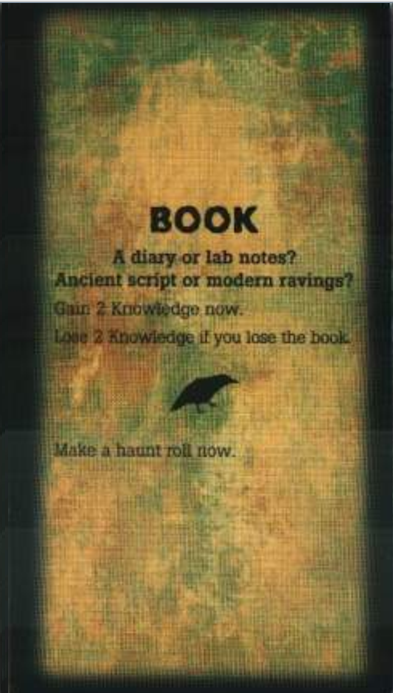 BOOK
A diary or lab notes?
Ancient script or modern ravings?
Gain 2 Knowledge now.
Lose 2 Knowledge if you lose the book.
Make a haunt roll now.